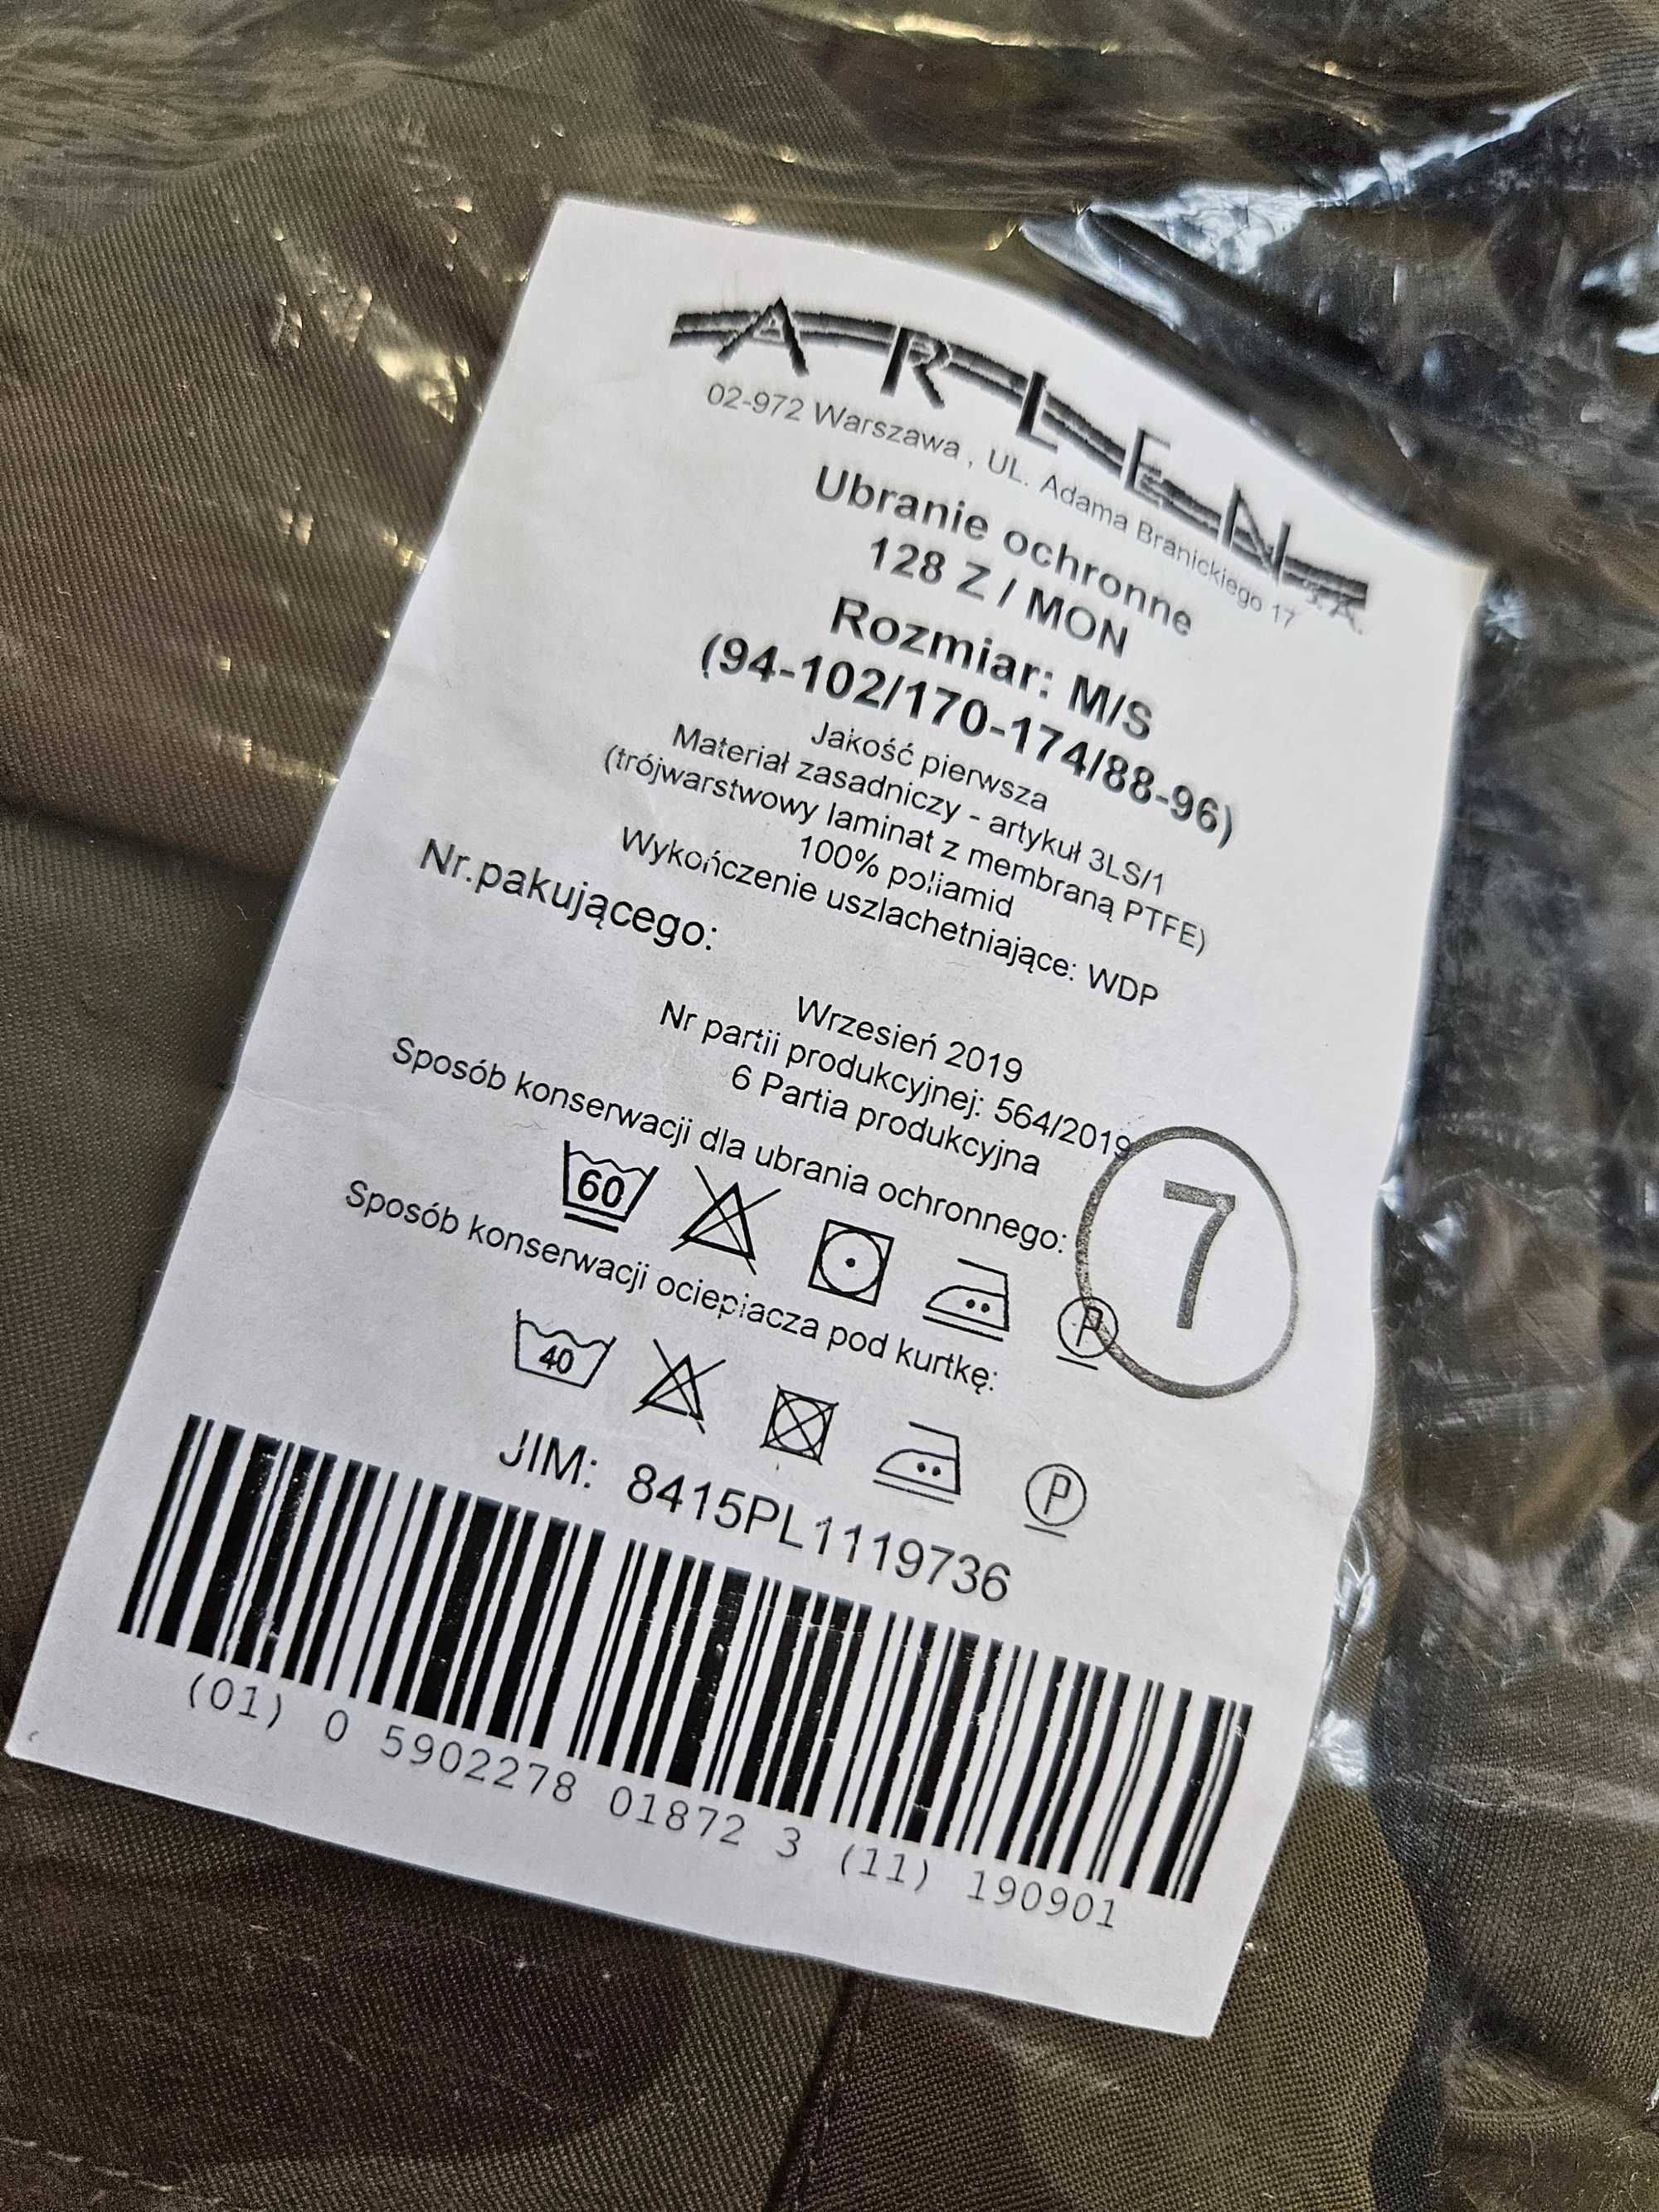 ARLEN S.A.
02-972 Warszawa , UL. Adama Branickiego 17
Ubranie ochronne
128 Z / MON
Rozmiar: M/S
(94-102/170-174/88-96)
Jakość pierwsza
Materiał zasadniczy - artykuł 3LS/1
(trójwarstwowy laminat z membraną PTFE)
100% poliamid
Wykończenie uszlachetniające: WDP
Nr.pakującego:
Wrzesień 2019
Nr partii produkcyjnej: 564/2019
6 Partia produkcyjna
Sposób konserwacji dla ubrania ochronnego:
60 P
7
Sposób konserwacji ociepiacza pod kurtkę:
40 P
JIM: 8415PL1119736
(01) 0 5902278 01872 3 (11) 190901